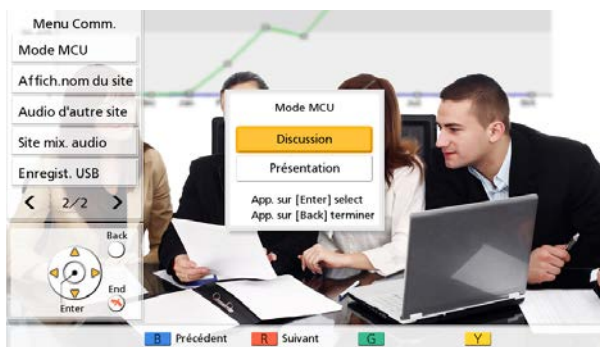 Menu Comm.
Mode MCU
Affich.nom du site
Audio d'autre site
Site mix. audio
Enregist. USB
< 2/2 >
Back
End
Enter
Mode MCU
Discussion
Présentation
App. sur [Enter] select
App. sur [Back] terminer
B Précédent R Suivant G Y